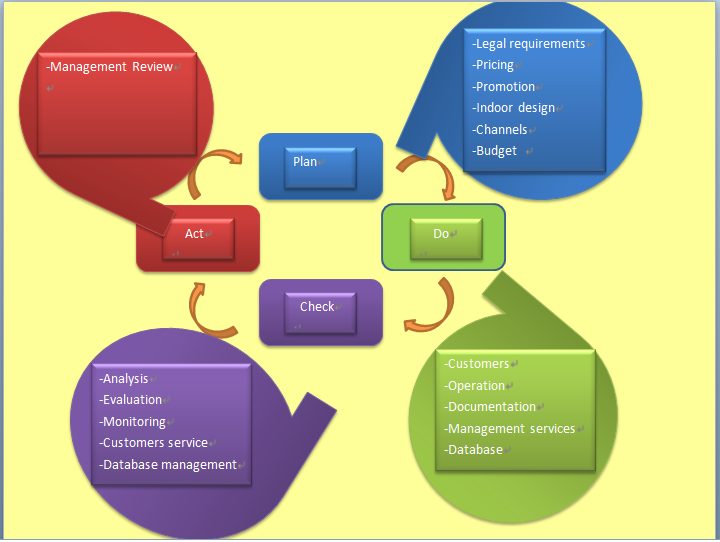 -Management Review
-Legal requirements
-Pricing
-Promotion
-Indoor design
-Channels
-Budget
Plan
Act
Do
Check
-Analysis
-Evaluation
-Monitoring
-Customers service
-Database management
-Customers
-Operation
-Documentation
-Management services
-Database